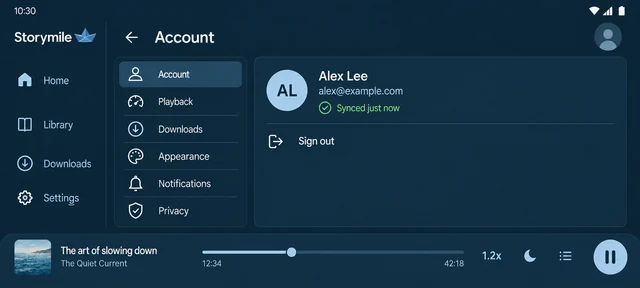 10:30
Storymile
Account
Home
Library
Downloads
Settings
Account
Playback
Downloads
Appearance
Notifications
Privacy
AL
Alex Lee
alex@example.com
Synced just now
Sign out
The art of slowing down
The Quiet Current
12:34
42:18
1.2x